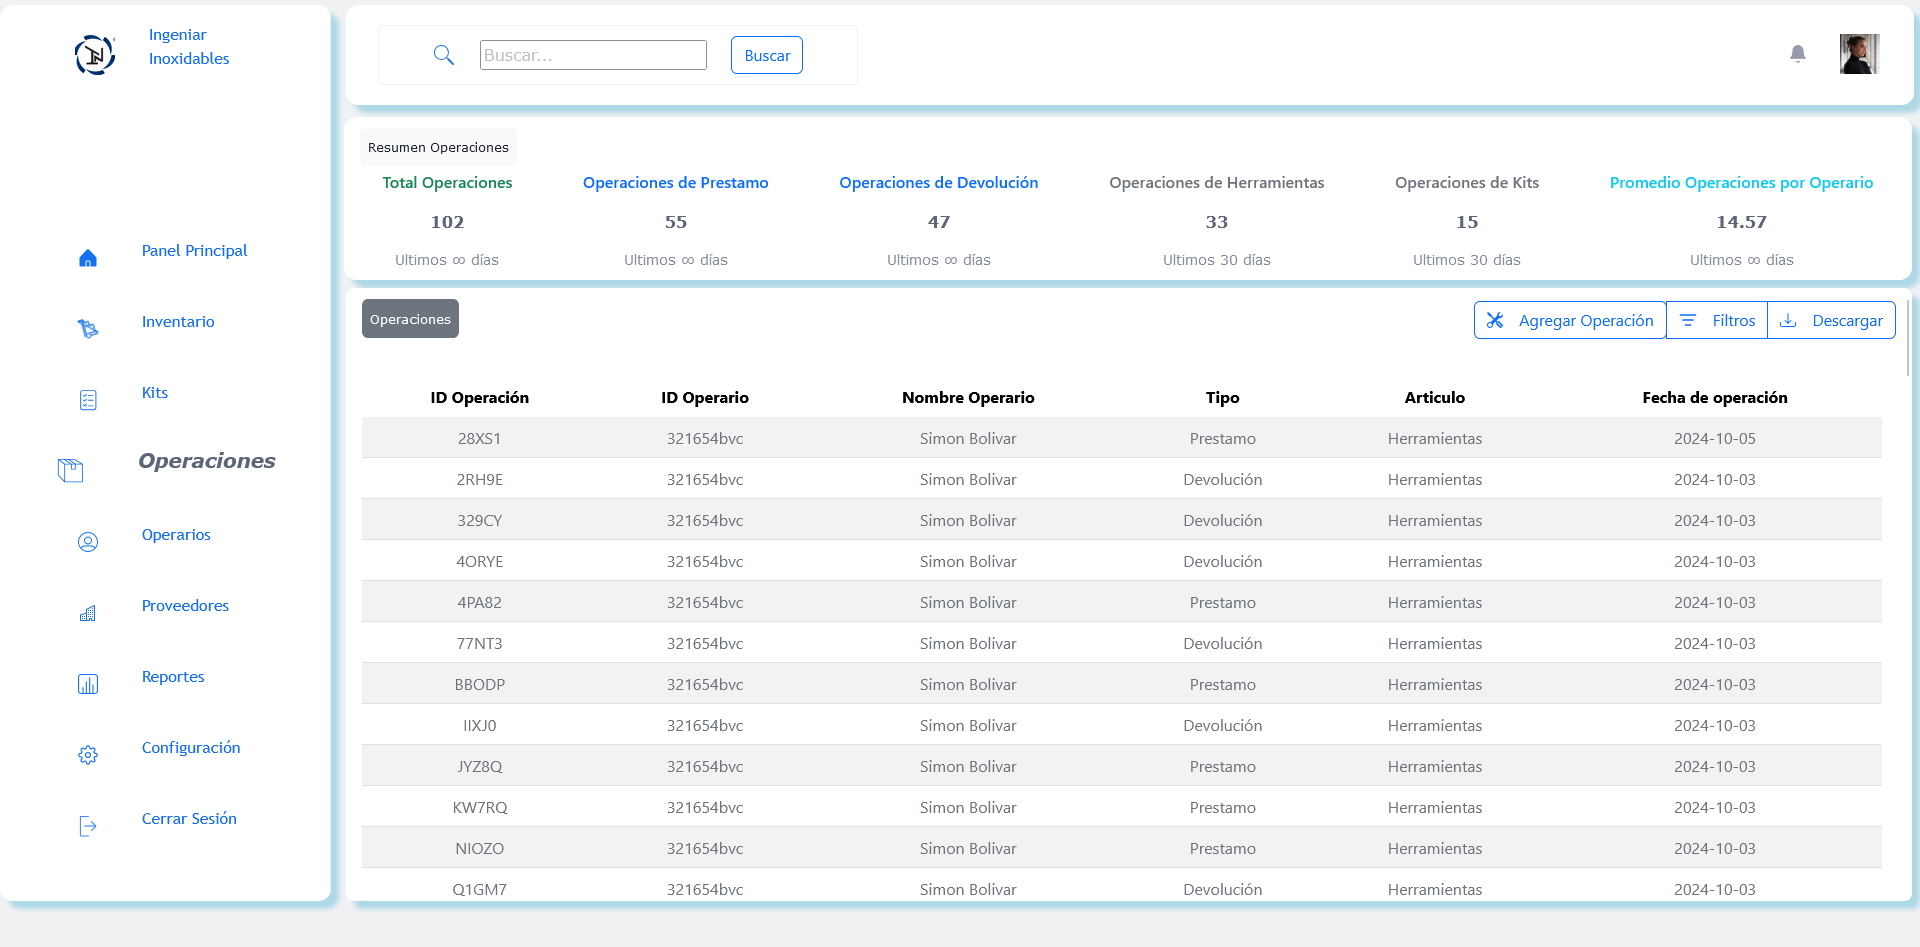 Ingeniar
Inoxidables
Buscar...
Buscar
Resumen Operaciones
Total Operaciones
102
Ultimos ∞ días
Operaciones de Prestamo
55
Ultimos ∞ días
Operaciones de Devolución
47
Ultimos ∞ días
Operaciones de Herramientas
33
Ultimos 30 días
Operaciones de Kits
15
Ultimos 30 días
Promedio Operaciones por Operario
14.57
Ultimos ∞ días
Panel Principal
Inventario
Kits
Operaciones
Operarios
Proveedores
Reportes
Configuración
Cerrar Sesión
Operaciones
Agregar Operación
Filtros
Descargar
ID Operación ID Operario Nombre Operario Tipo Articulo Fecha de operación
28XS1 321654bvc Simon Bolivar Prestamo Herramientas 2024-10-05
2RH9E 321654bvc Simon Bolivar Devolución Herramientas 2024-10-03
329CY 321654bvc Simon Bolivar Devolución Herramientas 2024-10-03
4ORYE 321654bvc Simon Bolivar Devolución Herramientas 2024-10-03
4PA82 321654bvc Simon Bolivar Prestamo Herramientas 2024-10-03
77NT3 321654bvc Simon Bolivar Devolución Herramientas 2024-10-03
BBODP 321654bvc Simon Bolivar Prestamo Herramientas 2024-10-03
IIXJ0 321654bvc Simon Bolivar Devolución Herramientas 2024-10-03
JYZ8Q 321654bvc Simon Bolivar Prestamo Herramientas 2024-10-03
KW7RQ 321654bvc Simon Bolivar Prestamo Herramientas 2024-10-03
NIOZO 321654bvc Simon Bolivar Prestamo Herramientas 2024-10-03
Q1GM7 321654bvc Simon Bolivar Devolución Herramientas 2024-10-03